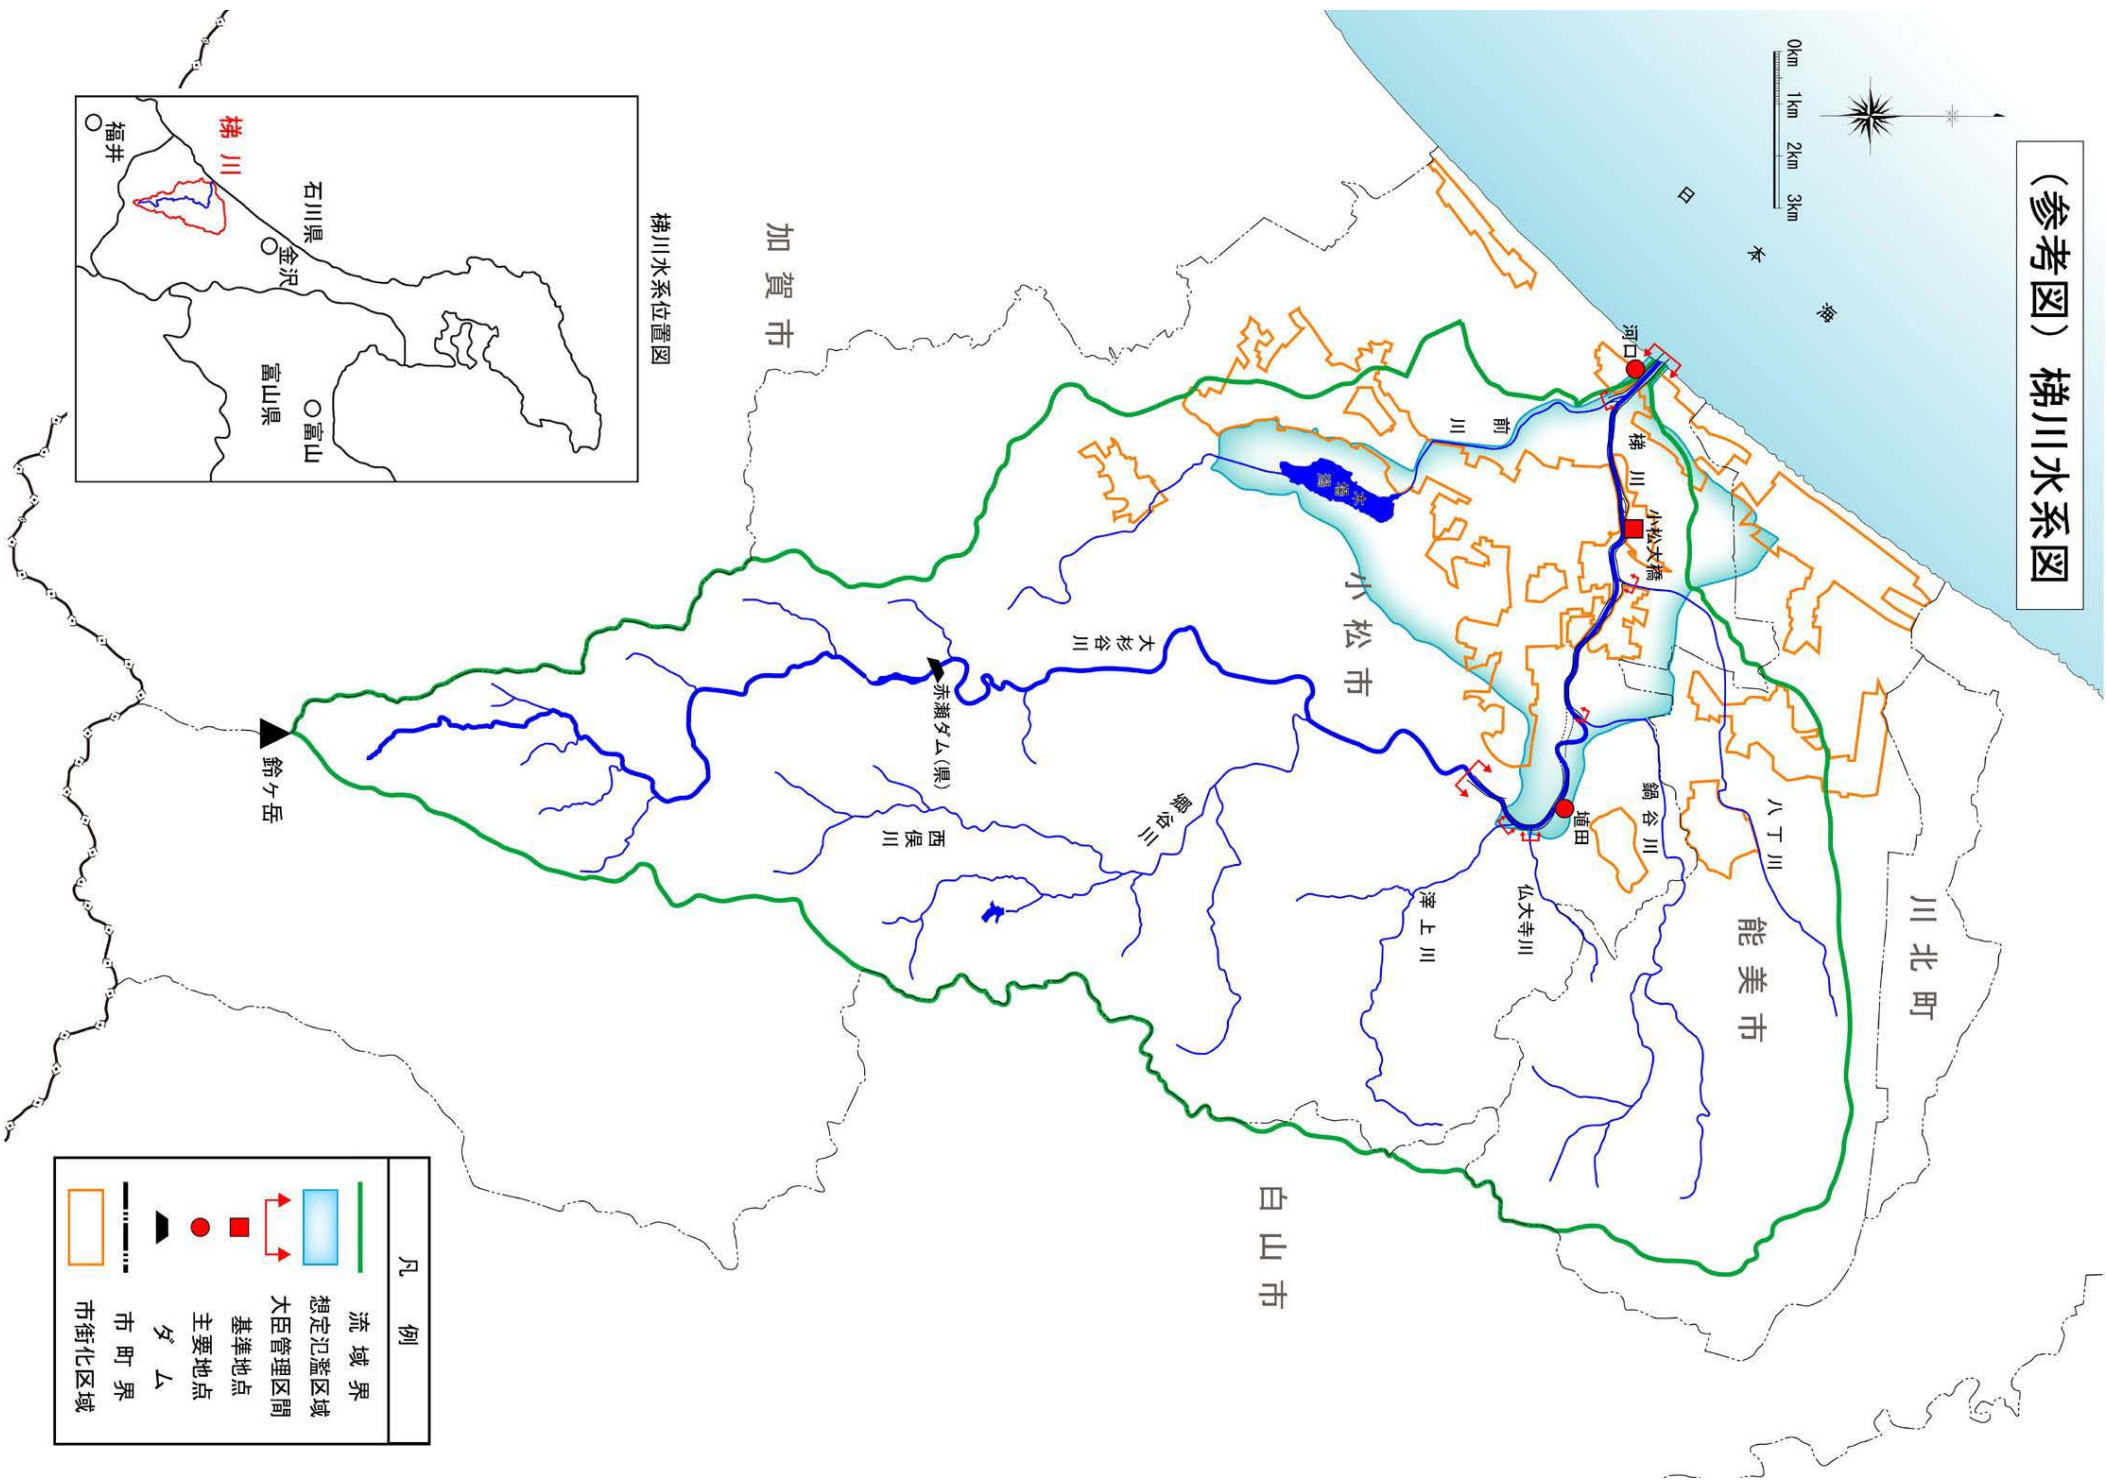 (参考図) 梯川水系図
0km 1km 2km 3km
日本海
梯川水系位置図
福井
梯川
石川県
金沢
富山県
富山
河口
前川
梯川
小松大橋
木場潟
加賀市
小松市
能美市
川北町
白山市
八丁川
鍋谷川
埴田
仏大寺川
滓上川
郷谷川
西俣川
大杉谷川
赤瀬ダム(県)
鈴ヶ岳
凡例
流域界
想定氾濫区域
大臣管理区間
基準地点
主要地点
ダム
市町界
市街化区域